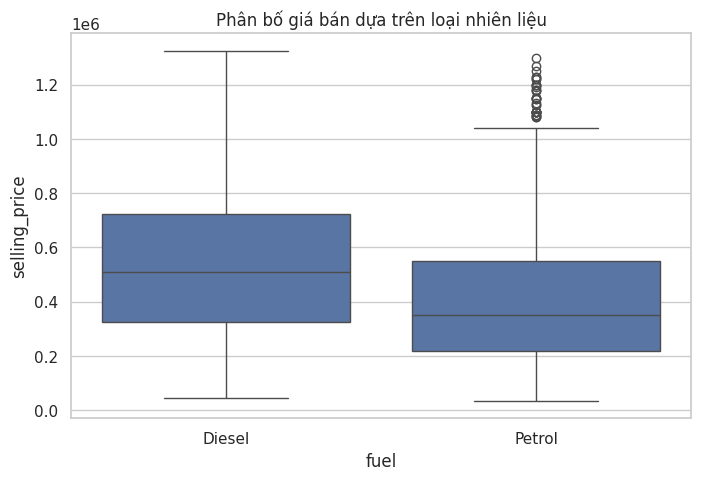 Phân bố giá bán dựa trên loại nhiên liệu
1e6
1.2
1.0
0.8
0.6
0.4
0.2
0.0
selling_price
Diesel
Petrol
fuel